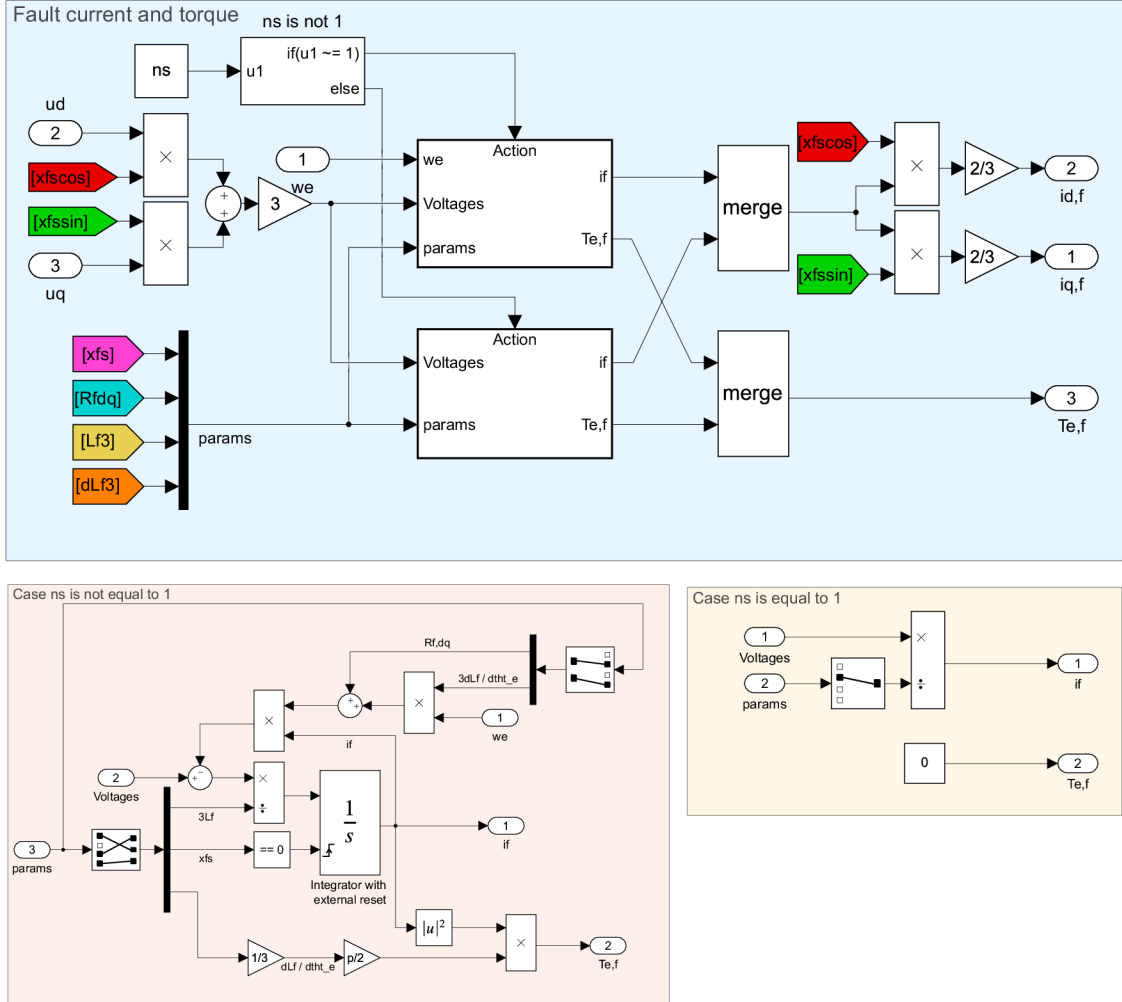 Fault current and torque
ns is not 1
ns
u1
if(u1 ~= 1)
else
ud
2
[xfscos]
×
[xfssin]
×
3
uq
+
+
3
1
we
Action
we
Voltages
params
if
Te,f
Action
Voltages
params
if
Te,f
[xfs]
[Rfdq]
[Lf3]
[dLf3]
params
merge
merge
[xfscos]
×
2/3
2
id,f
[xfssin]
×
2/3
1
iq,f
3
Te,f
Case ns is not equal to 1
Rf,dq
3dLf / dtht_e
×
+
+
1
we
×
if
2
Voltages
+
−
×
÷
3Lf
1
s
3
params
xfs
== 0
Integrator with
external reset
1
if
|u|²
×
2
Te,f
1/3
dLf / dtht_e
p/2
Case ns is equal to 1
1
Voltages
2
params
×
÷
1
if
0
2
Te,f